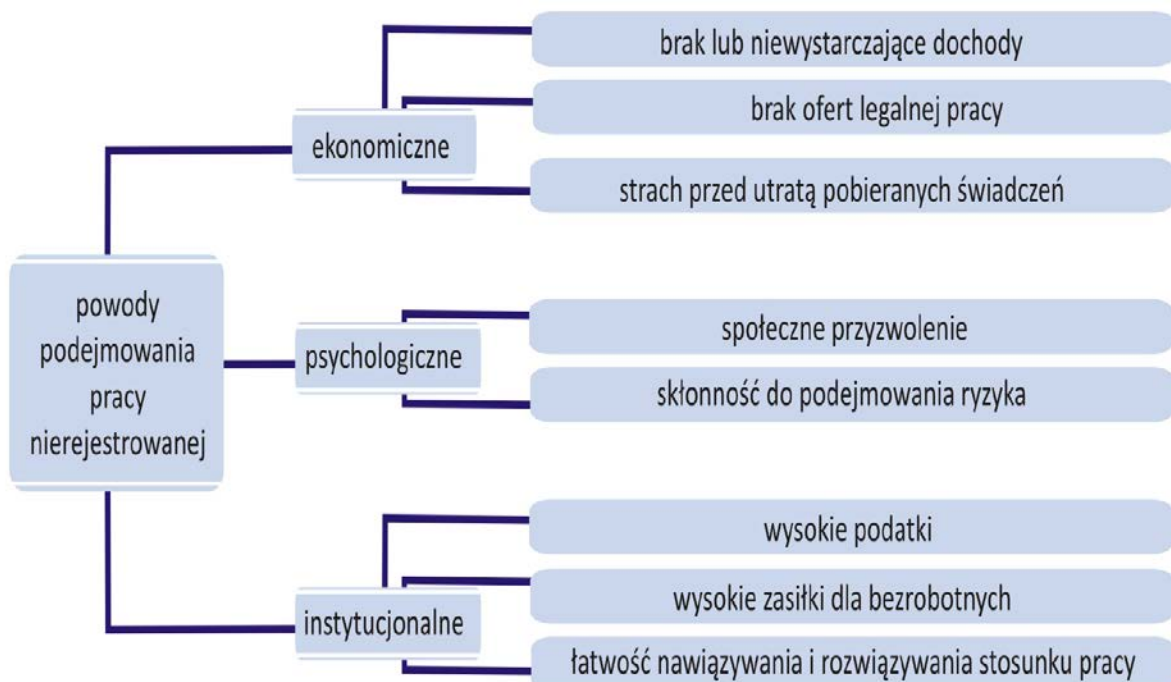 powody
podejmowania
pracy
nierejestrowanej
ekonomiczne
brak lub niewystarczające dochody
brak ofert legalnej pracy
strach przed utratą pobieranych świadczeń
psychologiczne
społeczne przyzwolenie
skłonność do podejmowania ryzyka
instytucjonalne
wysokie podatki
wysokie zasiłki dla bezrobotnych
łatwość nawiązywania i rozwiązywania stosunku pracy